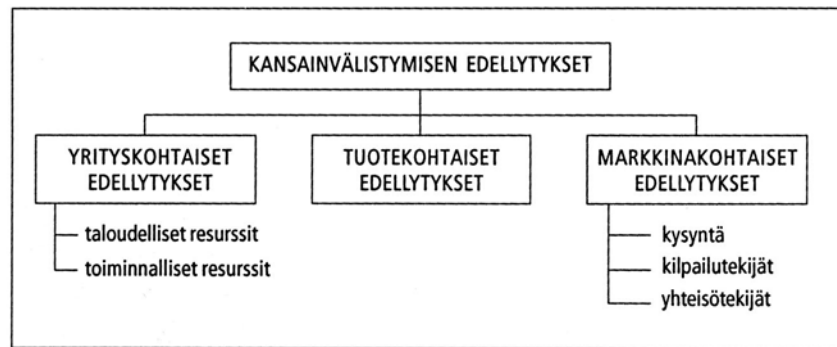 KANSAINVÄLISTYMISEN EDELLYTYKSET
YRITYSKOHTAISET
EDELLYTYKSET
taloudelliset resurssit
toiminnalliset resurssit
TUOTEKOHTAISET
EDELLYTYKSET
MARKKINAKOHTAISET
EDELLYTYKSET
kysyntä
kilpailutekijät
yhteisötekijät